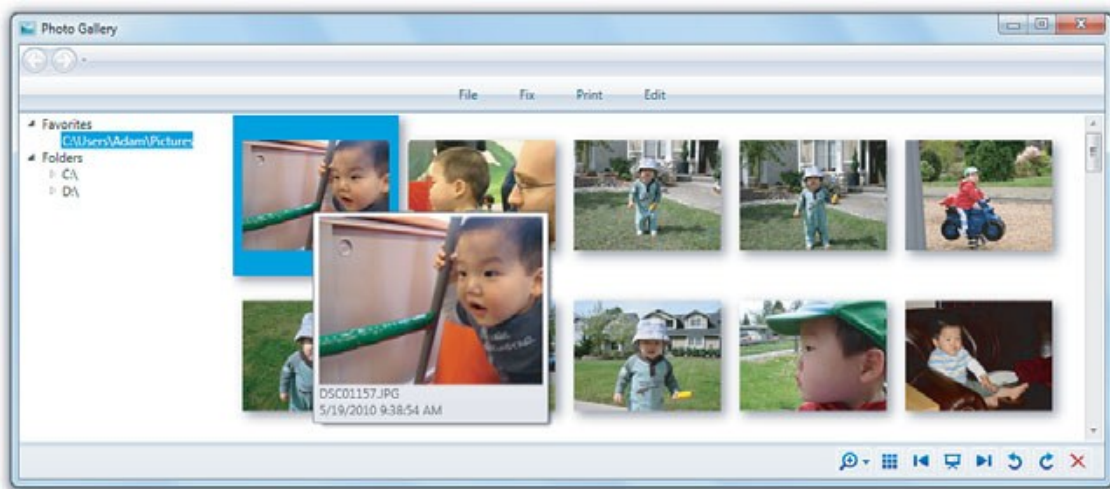 Photo Gallery
File Fix Print Edit
Favorites
C:\Users\Adam\Pictures
Folders
C:\
D:\
DSC01157.JPG
5/19/2010 9:38:54 AM